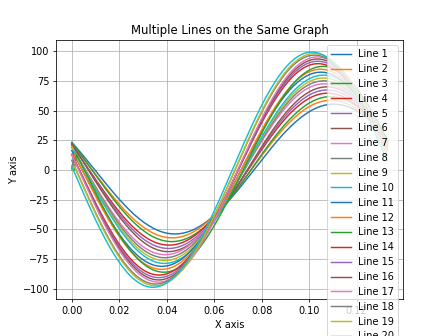 Multiple Lines on the Same Graph
100
75
50
25
0
−25
−50
−75
−100
Y axis
0.00
0.02
0.04
0.06
0.08
0.10
X axis
Line 1
Line 2
Line 3
Line 4
Line 5
Line 6
Line 7
Line 8
Line 9
Line 10
Line 11
Line 12
Line 13
Line 14
Line 15
Line 16
Line 17
Line 18
Line 19
Line 20